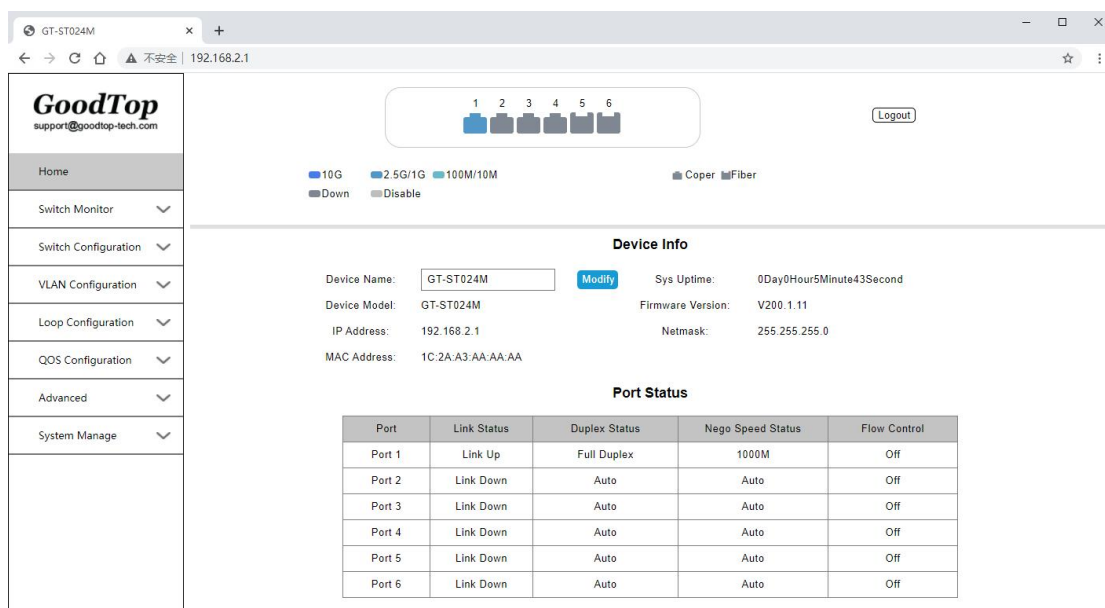 GT-ST024M
不安全 192.168.2.1
GoodTop
support@goodtop-tech.com
1 2 3 4 5 6
Logout
Home
10G 2.5G/1G 100M/10M Coper Fiber
Down Disable
Switch Monitor
Switch Configuration
VLAN Configuration
Loop Configuration
QOS Configuration
Advanced
System Manage
Device Info
Device Name: GT-ST024M Modify Sys Uptime: 0Day0Hour5Minute43Second
Device Model: GT-ST024M Firmware Version: V200.1.11
IP Address: 192.168.2.1 Netmask: 255.255.255.0
MAC Address: 1C:2A:A3:AA:AA:AA
Port Status
Port Link Status Duplex Status Nego Speed Status Flow Control
Port 1 Link Up Full Duplex 1000M Off
Port 2 Link Down Auto Auto Off
Port 3 Link Down Auto Auto Off
Port 4 Link Down Auto Auto Off
Port 5 Link Down Auto Auto Off
Port 6 Link Down Auto Auto Off